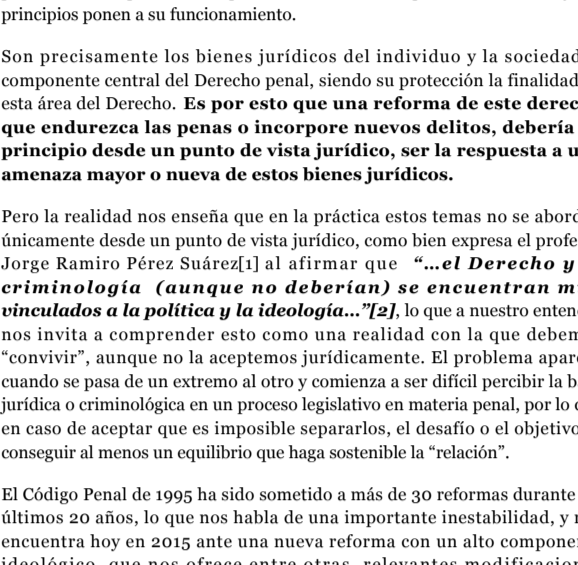 principios ponen a su funcionamiento.
Son precisamente los bienes jurídicos del individuo y la sociedad
componente central del Derecho penal, siendo su protección la finalidad
esta área del Derecho. Es por esto que una reforma de este derec
que endurezca las penas o incorpore nuevos delitos, debería
principio desde un punto de vista jurídico, ser la respuesta a u
amenaza mayor o nueva de estos bienes jurídicos.
Pero la realidad nos enseña que en la práctica estos temas no se abord
únicamente desde un punto de vista jurídico, como bien expresa el profe
Jorge Ramiro Pérez Suárez[1] al afirmar que “…el Derecho y
criminología (aunque no deberían) se encuentran m
vinculados a la política y la ideología…”[2], lo que a nuestro enten
nos invita a comprender esto como una realidad con la que deben
“convivir”, aunque no la aceptemos jurídicamente. El problema apar
cuando se pasa de un extremo al otro y comienza a ser difícil percibir la b
jurídica o criminológica en un proceso legislativo en materia penal, por lo
en caso de aceptar que es imposible separarlos, el desafío o el objetivo
conseguir al menos un equilibrio que haga sostenible la “relación”.
El Código Penal de 1995 ha sido sometido a más de 30 reformas durante
últimos 20 años, lo que nos habla de una importante inestabilidad, y
encuentra hoy en 2015 ante una nueva reforma con un alto compone
ideológico, que nos ofrece entre otras, relevantes modificacion